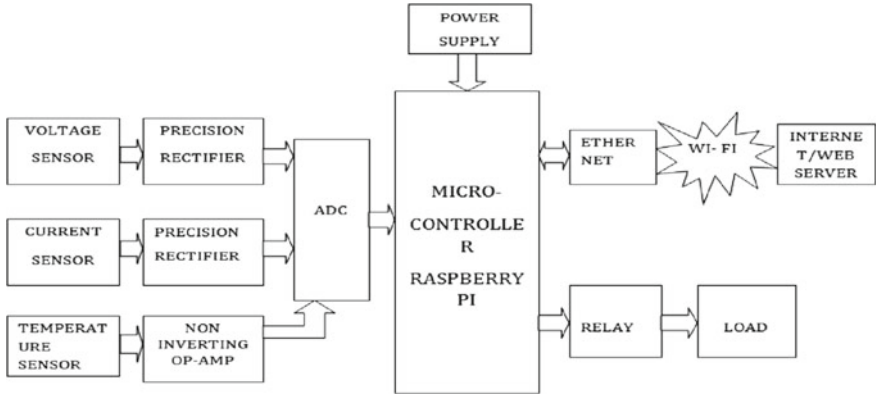 POWER
SUPPLY
VOLTAGE
SENSOR
PRECISION
RECTIFIER
CURRENT
SENSOR
PRECISION
RECTIFIER
TEMPERAT
URE
SENSOR
NON
INVERTING
OP-AMP
ADC
MICRO-
CONTROLLE
R
RASPBERRY
PI
ETHER
NET
WI- FI
INTERNE
T/WEB
SERVER
RELAY
LOAD